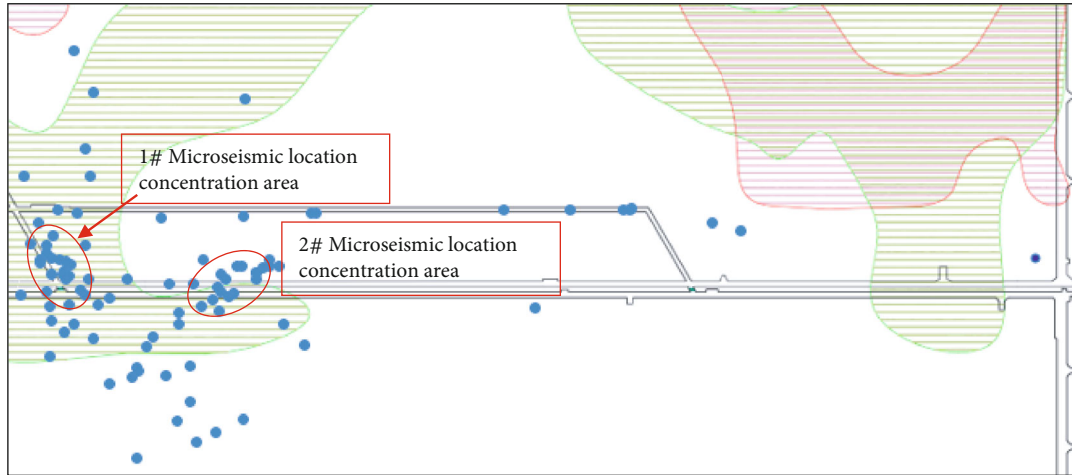 1# Microseismic location
concentration area
2# Microseismic location
concentration area